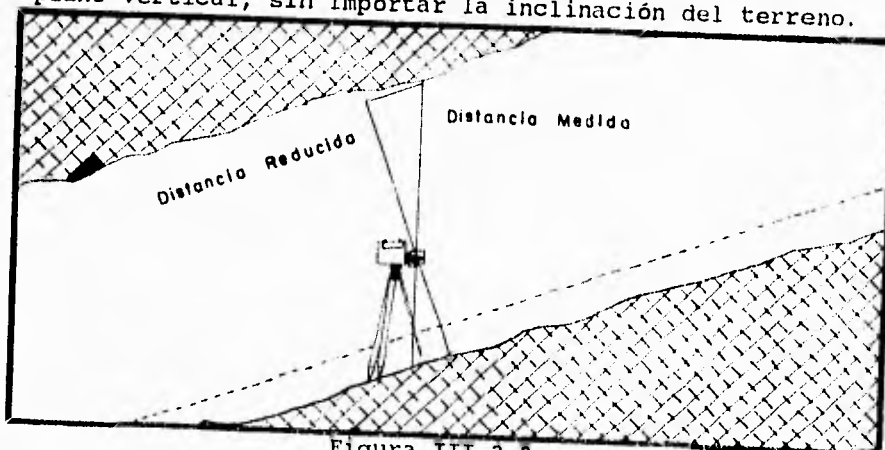 plano vertical, sin importar la inclinación del terreno.
Distancia Medida
Distancia Reducida
Figura III